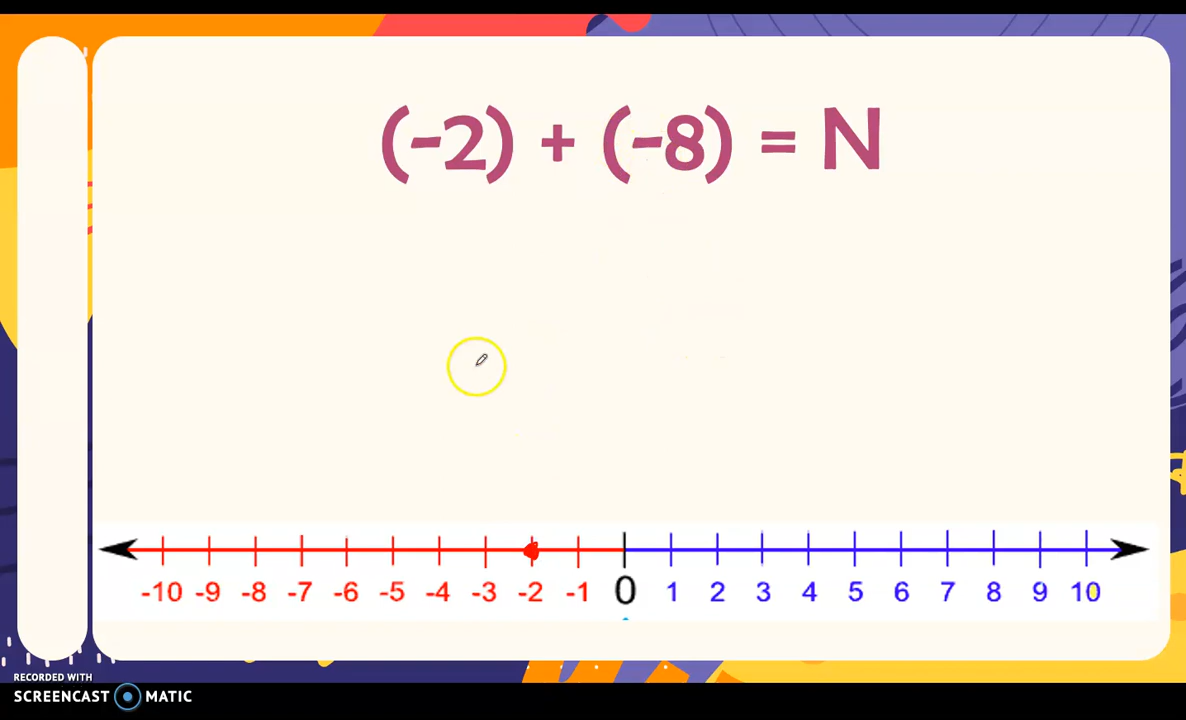 (-2) + (-8) = N
-10 -9 -8 -7 -6 -5 -4 -3 -2 -1 0 1 2 3 4 5 6 7 8 9 10
RECORDED WITH
SCREENCAST MATIC